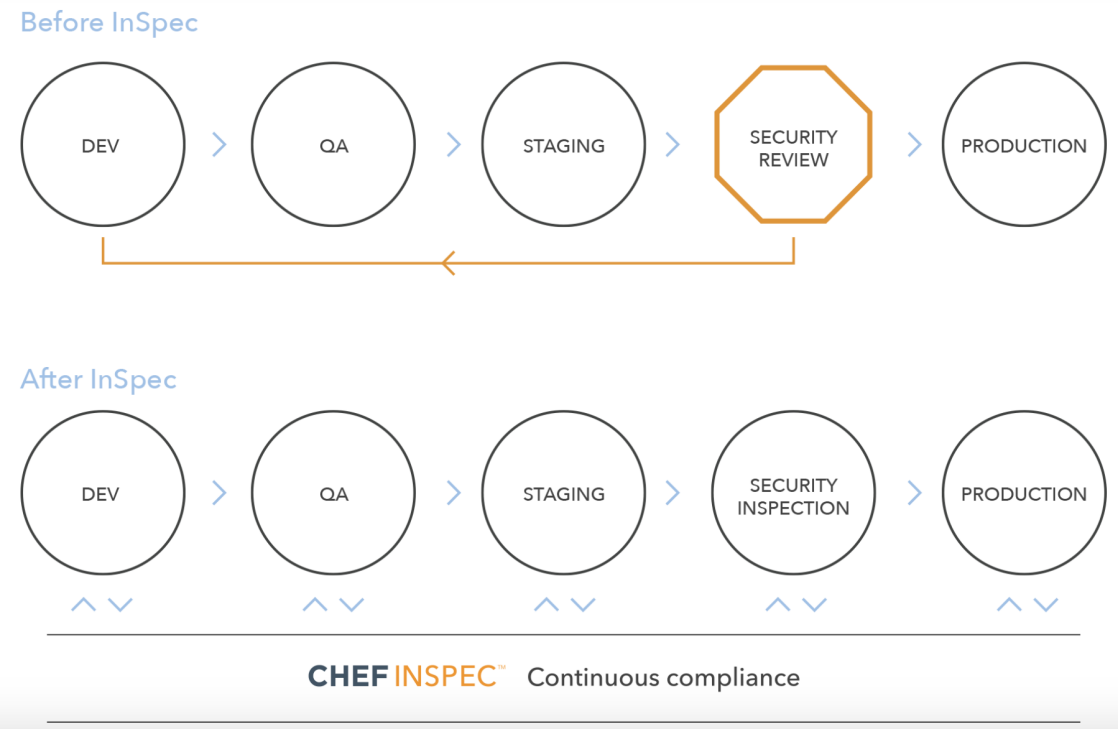 Before InSpec
DEV
QA
STAGING
SECURITY
REVIEW
PRODUCTION
After InSpec
DEV
QA
STAGING
SECURITY
INSPECTION
PRODUCTION
CHEF INSPEC™ Continuous compliance